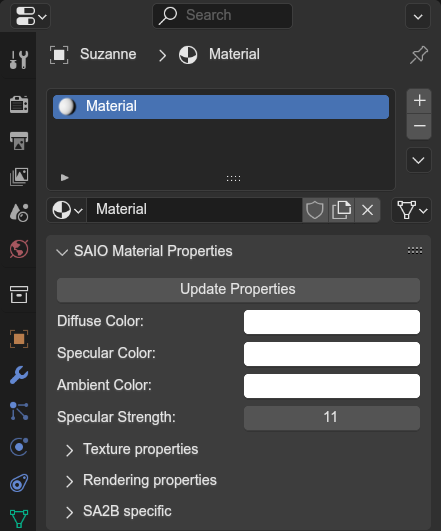 Search
Suzanne
Material
Material
Material
SAIO Material Properties
Update Properties
Diffuse Color:
Specular Color:
Ambient Color:
Specular Strength: 11
Texture properties
Rendering properties
SA2B specific